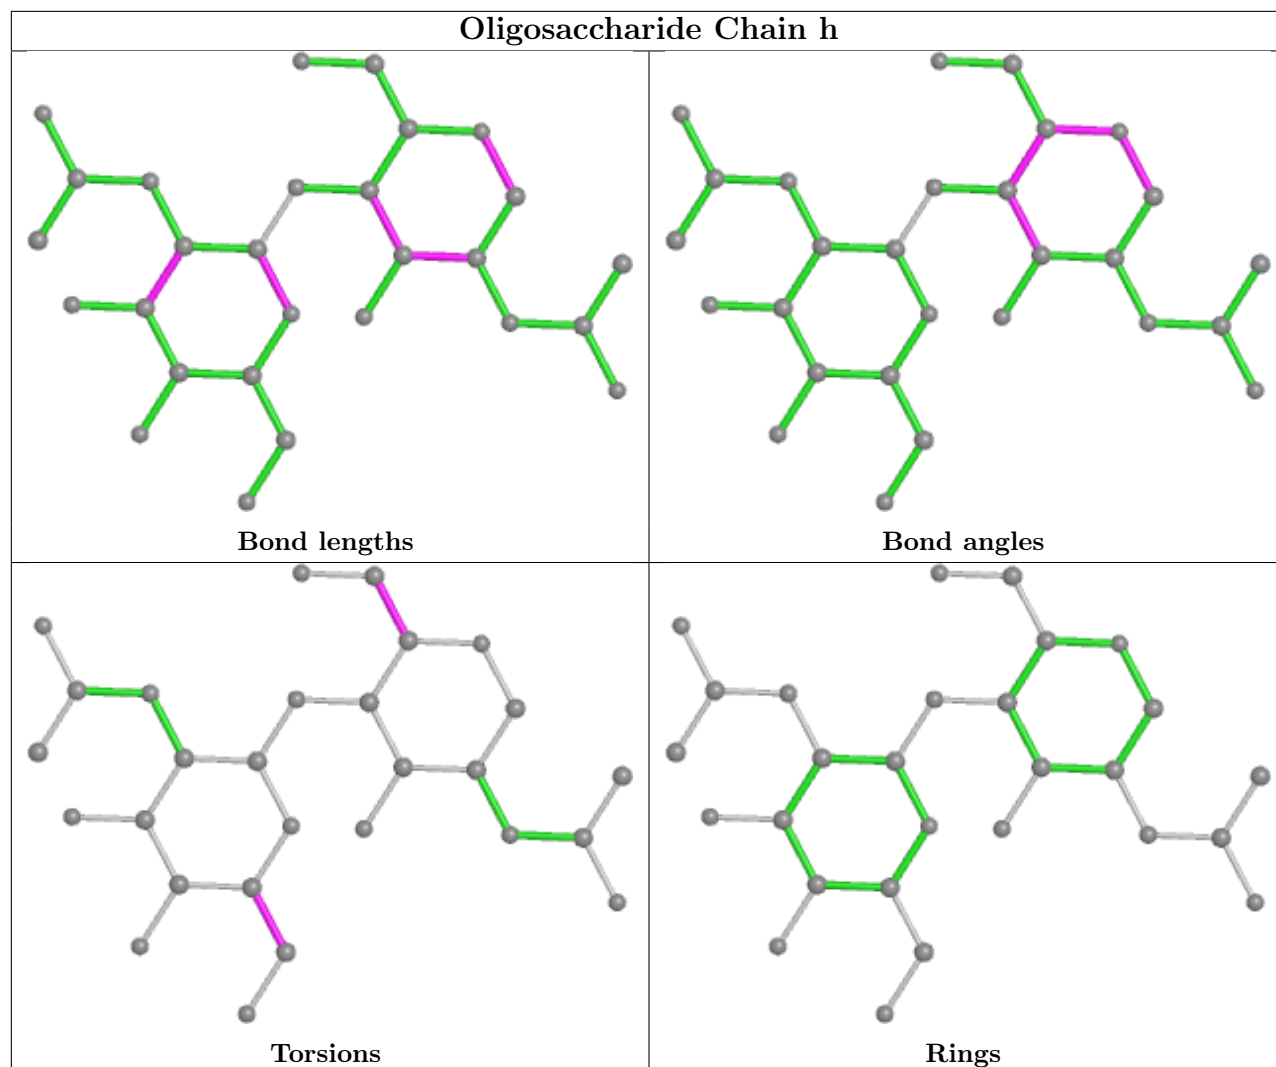 Oligosaccharide Chain h
Bond lengths
Bond angles
Torsions
Rings